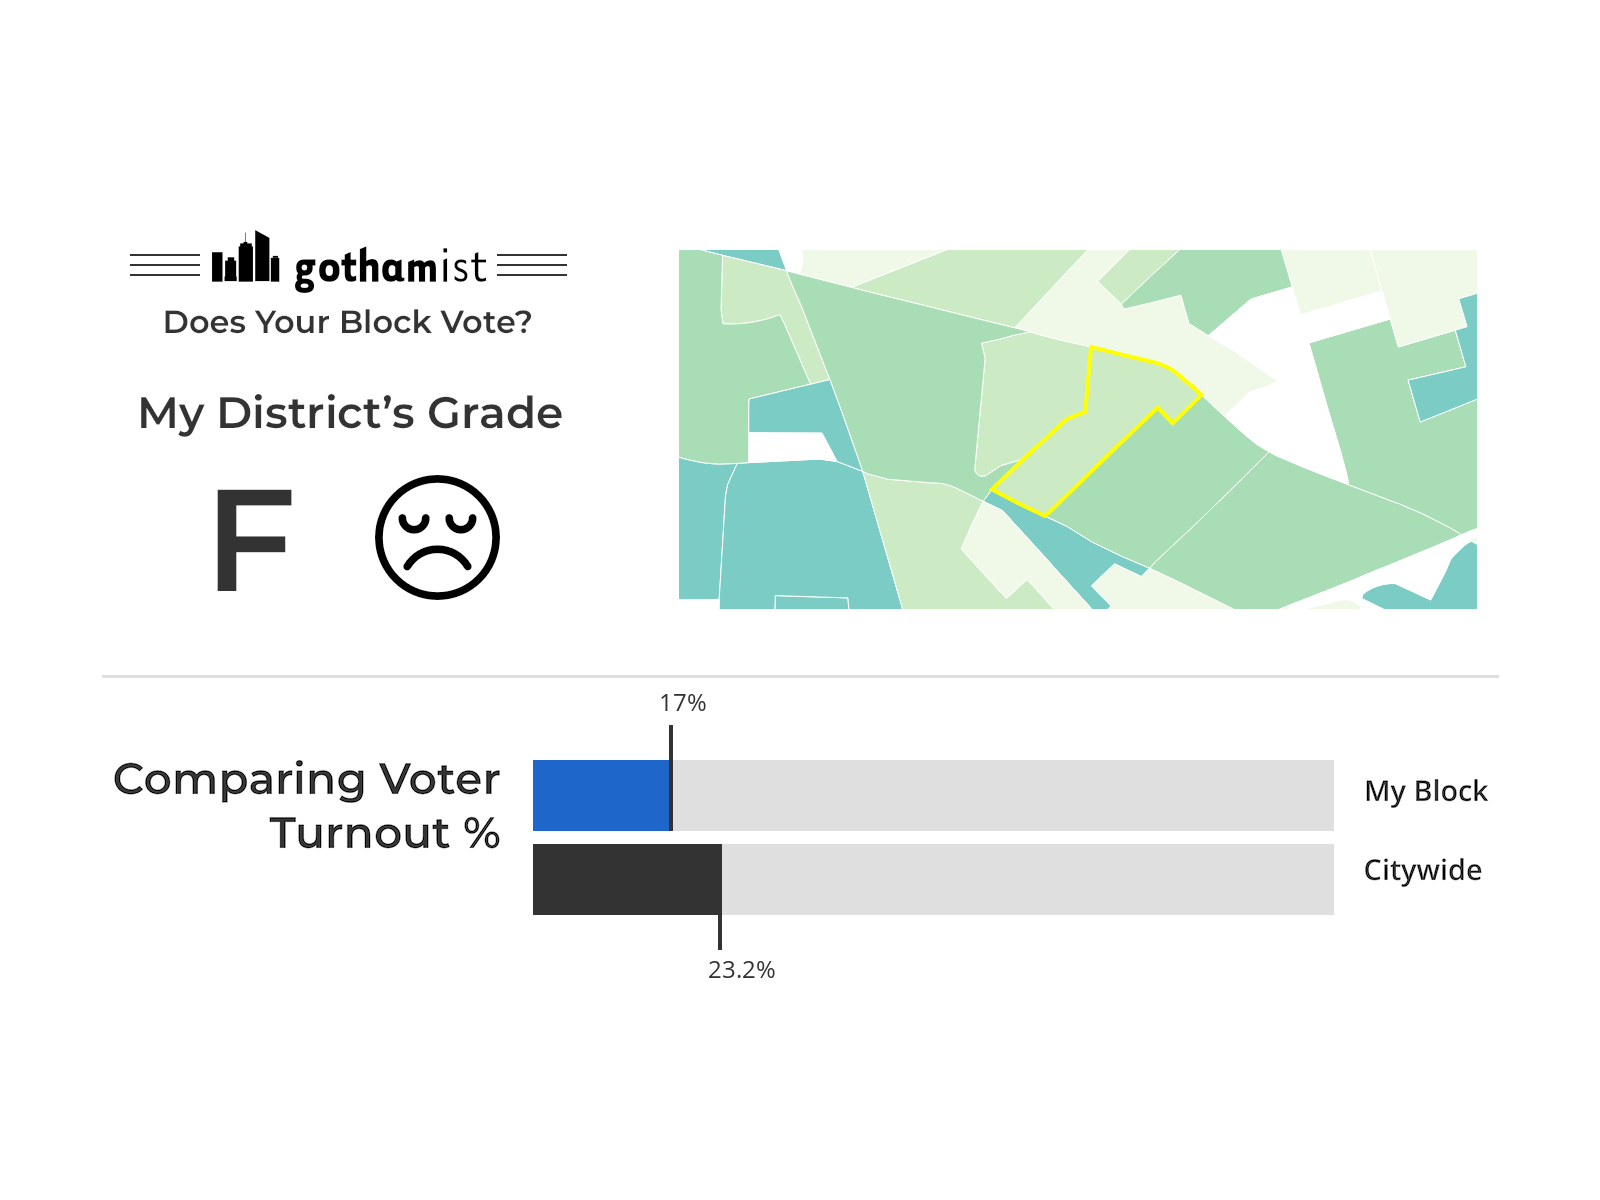 gothamist
Does Your Block Vote?
My District’s Grade
F
17%
Comparing Voter
Turnout %
My Block
Citywide
23.2%